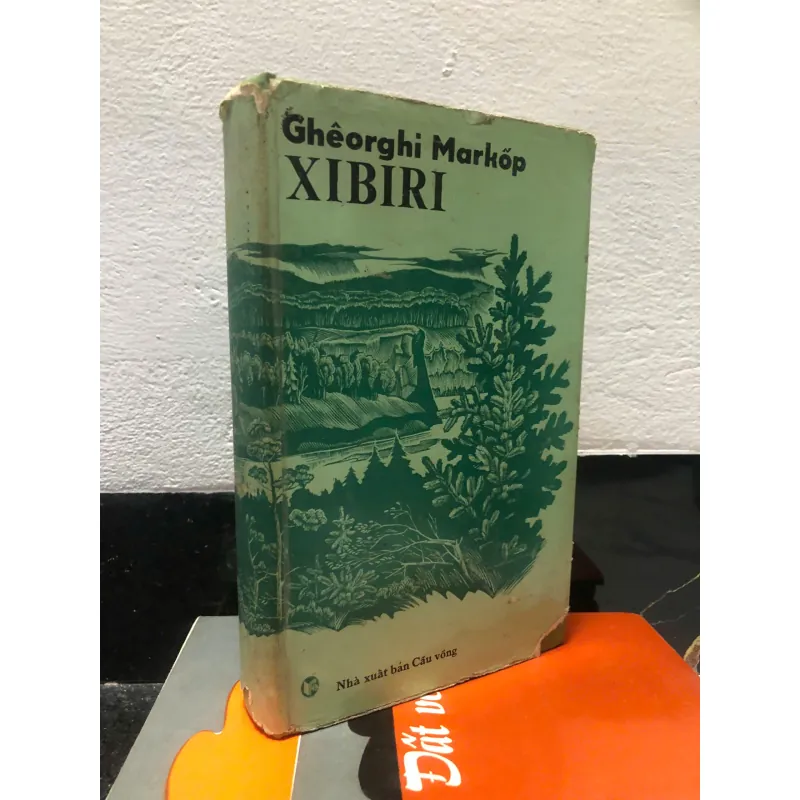 Ghêorghi Markốp
XIBIRI
Nhà xuất bản Cầu vồng
Đất